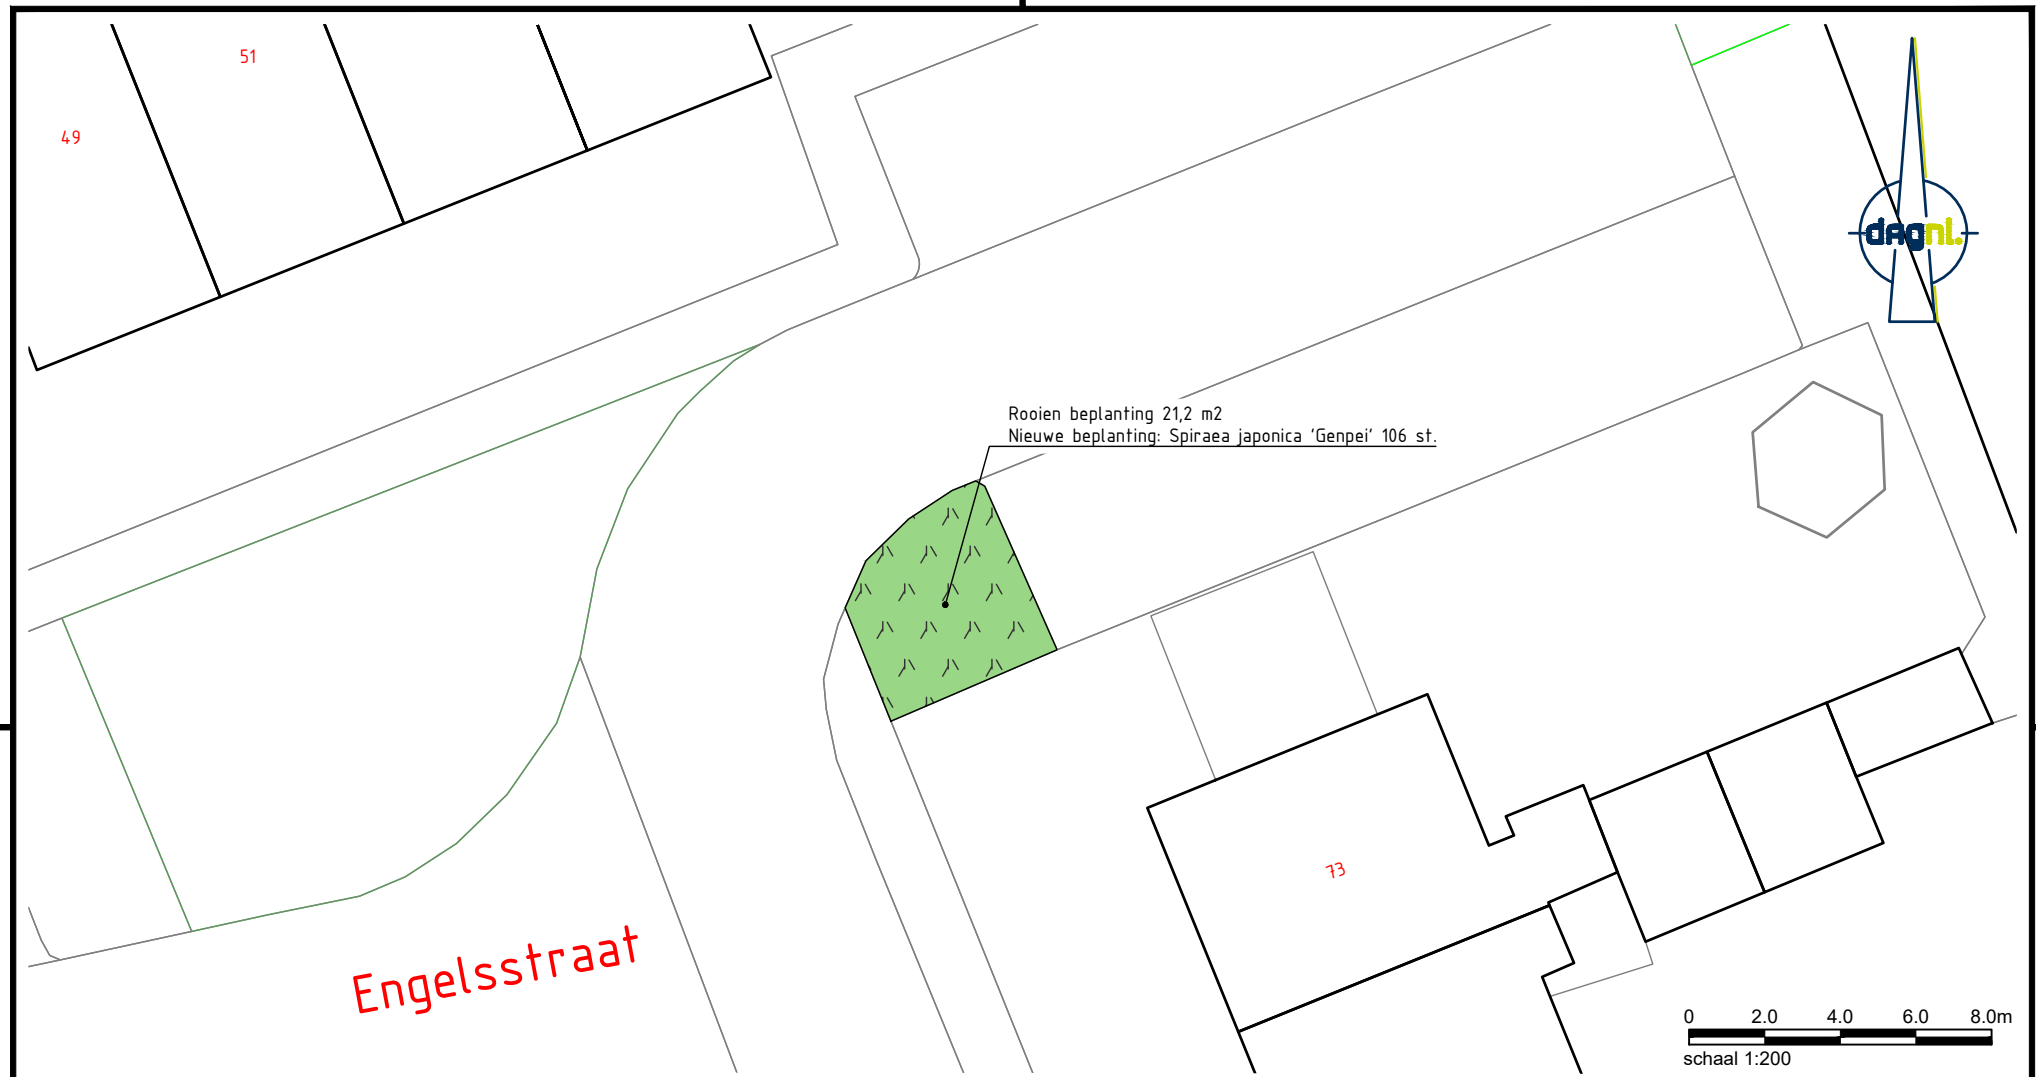 51
49
dagnl.
Rooien beplanting 21,2 m2
Nieuwe beplanting: Spiraea japonica 'Genpei' 106 st.
73
Engelsstraat
0 2.0 4.0 6.0 8.0m
schaal 1:200